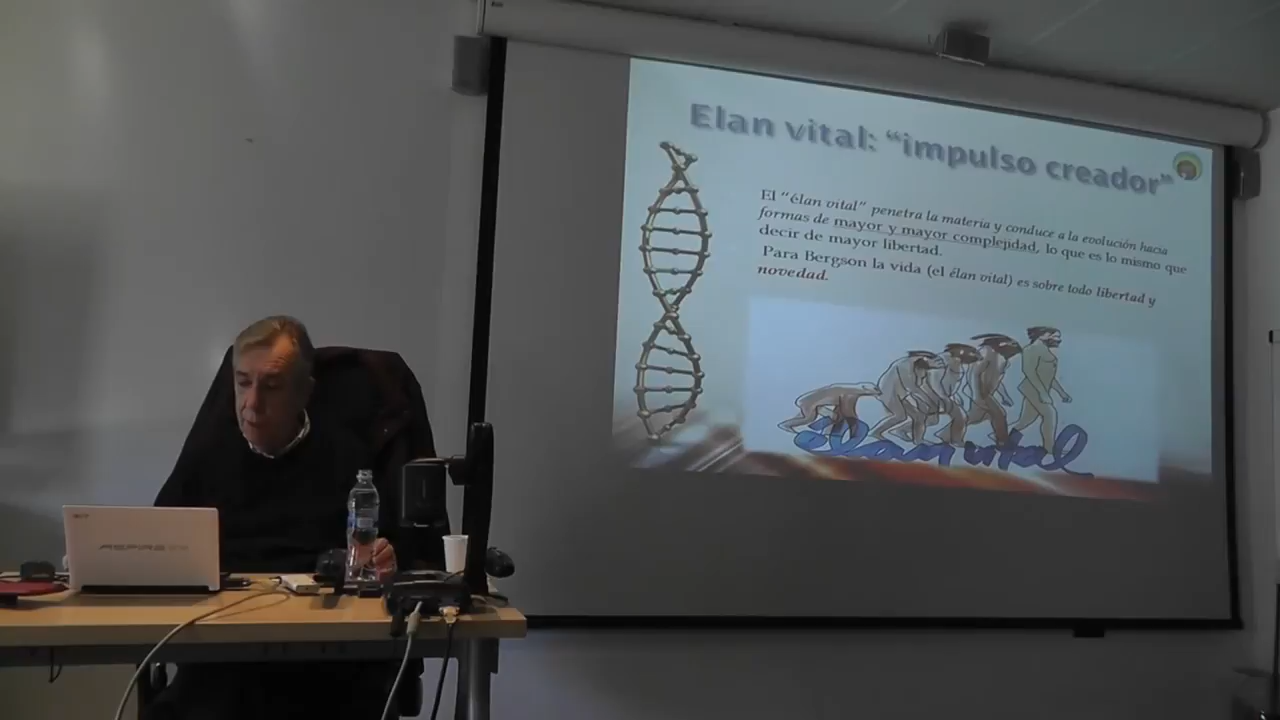 Elan vital: “impulso creador”
El “élan vital” penetra la materia y conduce a la evolución hacia
formas de mayor y mayor complejidad, lo que es lo mismo que
decir de mayor libertad.
Para Bergson la vida (el élan vital) es sobre todo libertad y
novedad.
élan vital
acer
ASPIRE